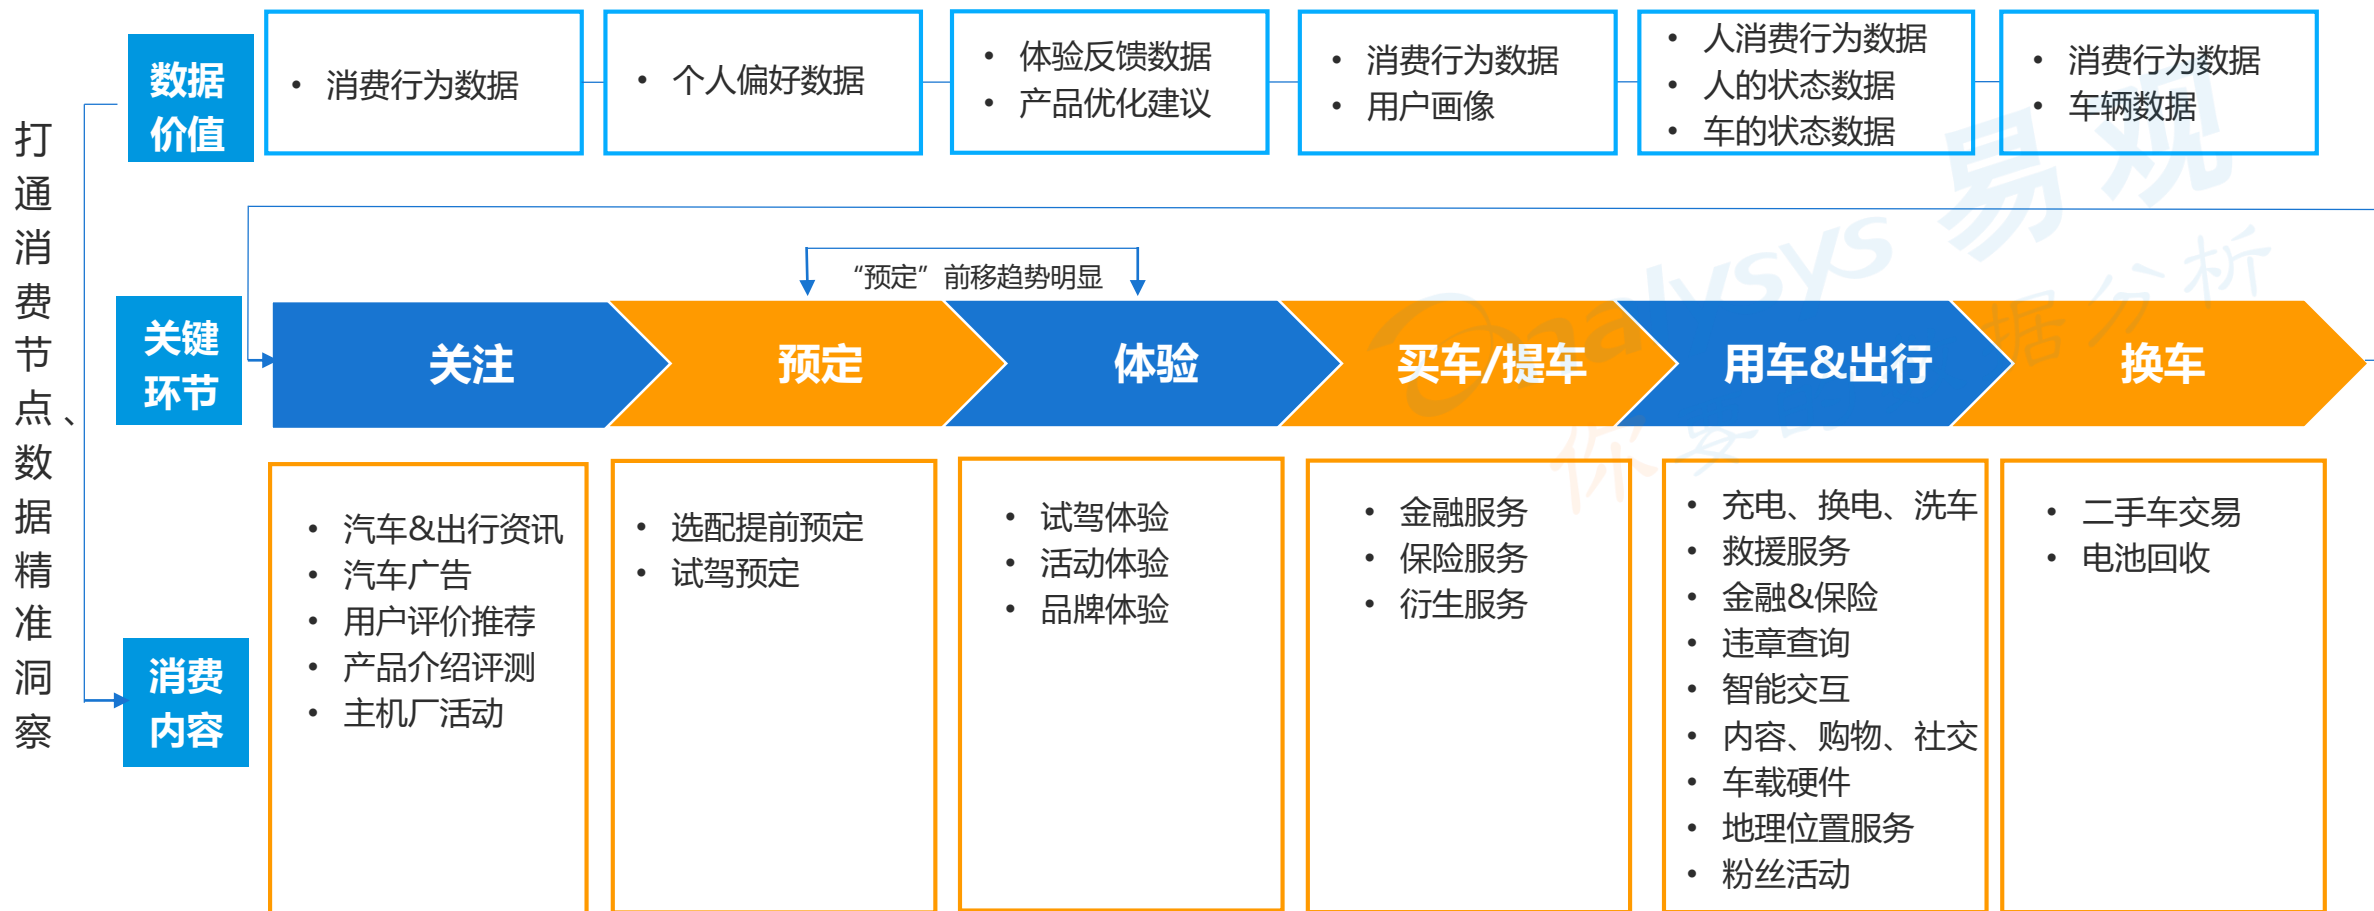 打通消费节点、数据精准洞察
数据
价值
• 消费行为数据
• 个人偏好数据
• 体验反馈数据
• 产品优化建议
• 消费行为数据
• 用户画像
• 人消费行为数据
• 人的状态数据
• 车的状态数据
• 消费行为数据
• 车辆数据
“预定”前移趋势明显
关键
环节
关注
预定
体验
买车/提车
用车&出行
换车
消费
内容
• 汽车&出行资讯
• 汽车广告
• 用户评价推荐
• 产品介绍评测
• 主机厂活动
• 选配提前预定
• 试驾预定
• 试驾体验
• 活动体验
• 品牌体验
• 金融服务
• 保险服务
• 衍生服务
• 充电、换电、洗车
• 救援服务
• 金融&保险
• 违章查询
• 智能交互
• 内容、购物、社交
• 车载硬件
• 地理位置服务
• 粉丝活动
• 二手车交易
• 电池回收
nalysys 易观